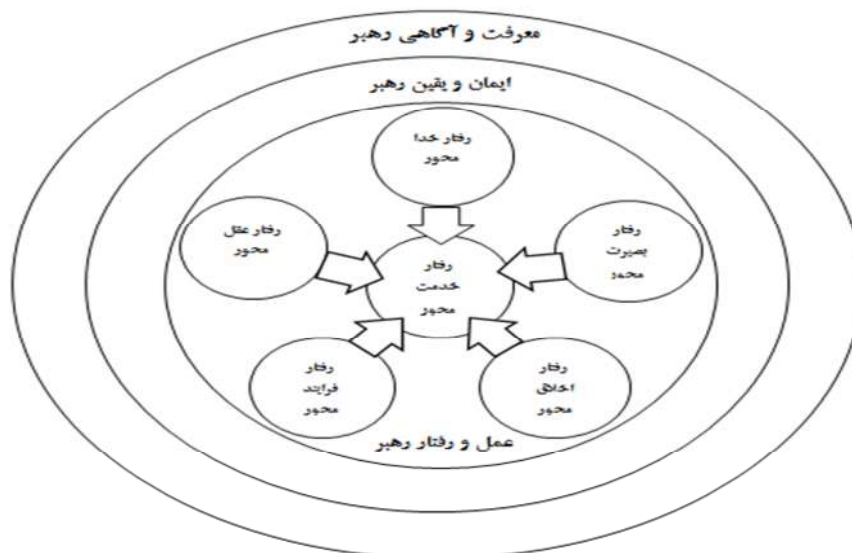 معرفت و آگاهی رهبر
ایمان و یقین رهبر
رفتار خدا
محور
رفتار
بصیرت
محور
رفتار عقل
محور
رفتار
خدمت
محور
رفتار
اخلاق
محور
رفتار
فرایند
محور
عمل و رفتار رهبر